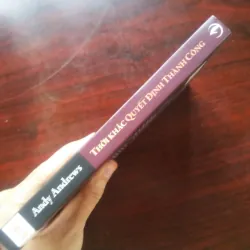 Andy Andrews
THỜI KHẮC QUYẾT ĐỊNH THÀNH CÔNG